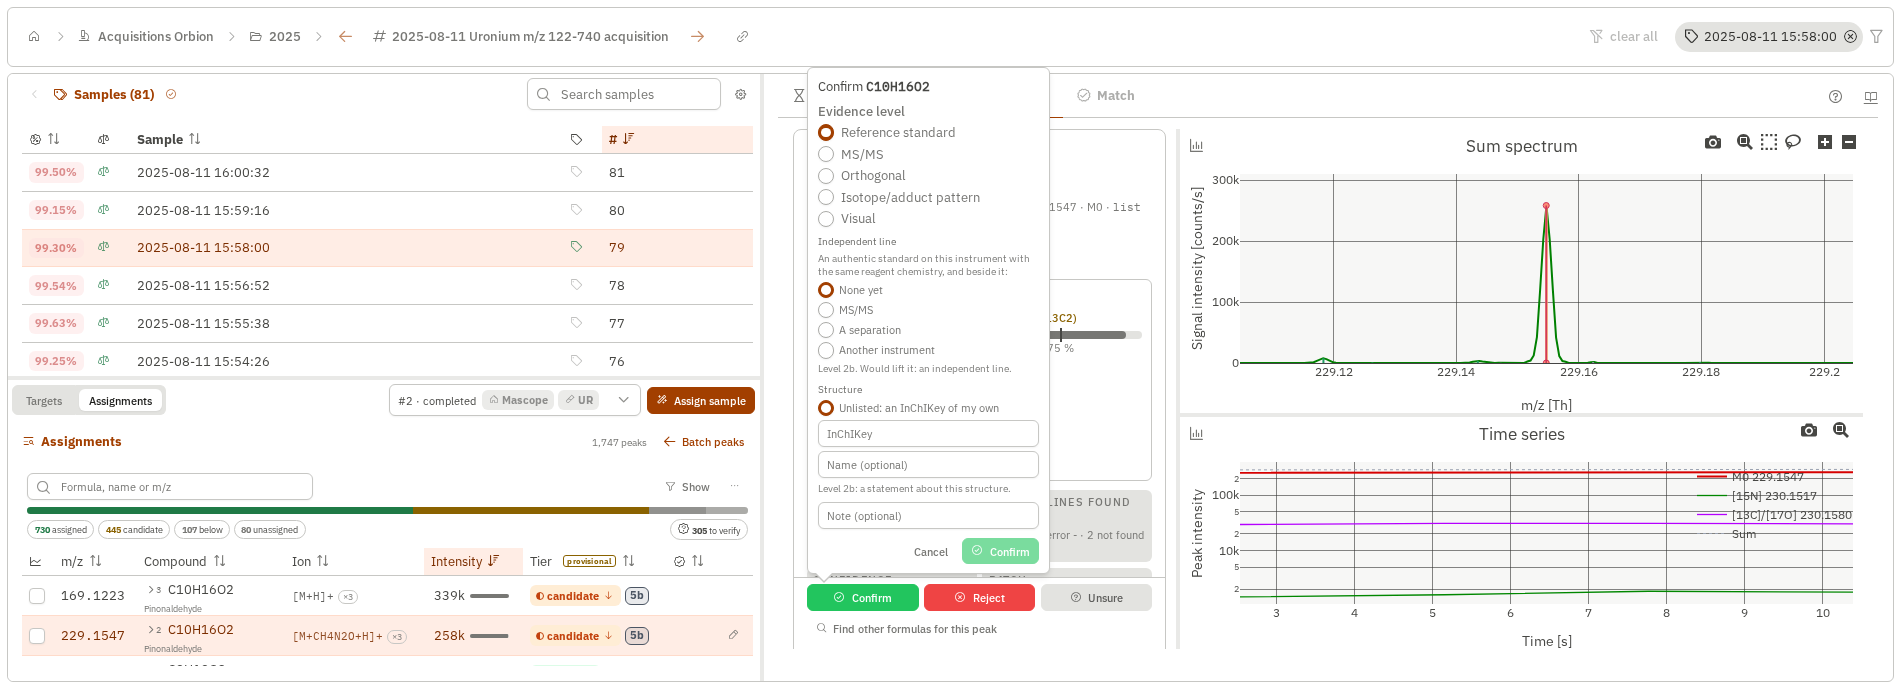 Acquisitions Orbion
2025
2025-08-11 Uronium m/z 122-740 acquisition
clear all
2025-08-11 15:58:00
Samples (81)
Search samples
Sample
#
99.50% 2025-08-11 16:00:32 81
99.15% 2025-08-11 15:59:16 80
99.30% 2025-08-11 15:58:00 79
99.54% 2025-08-11 15:56:52 78
99.63% 2025-08-11 15:55:38 77
99.25% 2025-08-11 15:54:26 76
Targets
Assignments
#2 · completed
Mascope
UR
Assign sample
Assignments
1,747 peaks
Batch peaks
Formula, name or m/z
Show
730 assigned
445 candidate
107 below
80 unassigned
305 to verify
m/z Compound Ion Intensity Tier provisional
169.1223 3 C10H16O2 [M+H]+ ×3 339k candidate ↓ 5b
Pinonaldehyde
229.1547 2 C10H16O2 [M+CH4N2O+H]+ ×3 258k candidate ↓ 5b
Pinonaldehyde
Confirm C10H16O2
Evidence level
Reference standard
MS/MS
Orthogonal
Isotope/adduct pattern
Visual
Independent line
An authentic standard on this instrument with
the same reagent chemistry, and beside it:
None yet
MS/MS
A separation
Another instrument
Level 2b. Would lift it: an independent line.
Structure
Unlisted: an InChIKey of my own
InChIKey
Name (optional)
Level 2b: a statement about this structure.
Note (optional)
Cancel
Confirm
Match
1547 · M0 · list
13C2)
75 %
LINES FOUND
error - · 2 not found
Confirm
Reject
Unsure
Find other formulas for this peak
Sum spectrum
Signal intensity [counts/s]
300k
200k
100k
0
229.12 229.14 229.16 229.18 229.2
m/z [Th]
Time series
Peak intensity
2
100k
5
2
10k
5
2
M0 229.1547
[15N] 230.1517
[13C]/[17O] 230.1580
Sum
3 4 5 6 7 8 9 10
Time [s]